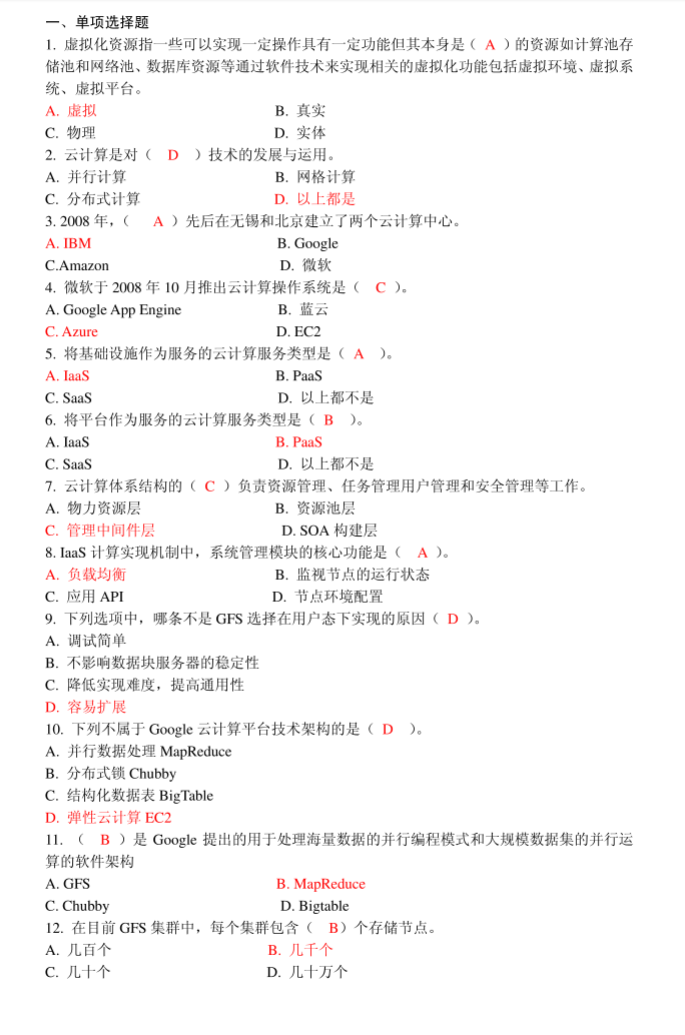 一、单项选择题
1. 虚拟化资源指一些可以实现一定操作具有一定功能但其本身是（ A ）的资源如计算池存
储池和网络池、数据库资源等通过软件技术来实现相关的虚拟化功能包括虚拟环境、虚拟系
统、虚拟平台。
A. 虚拟 B. 真实
C. 物理 D. 实体
2. 云计算是对（ D ）技术的发展与运用。
A. 并行计算 B. 网格计算
C. 分布式计算 D. 以上都是
3. 2008 年，（ A ）先后在无锡和北京建立了两个云计算中心。
A. IBM B. Google
C.Amazon D. 微软
4. 微软于 2008 年 10 月推出云计算操作系统是（ C ）。
A. Google App Engine B. 蓝云
C. Azure D. EC2
5. 将基础设施作为服务的云计算服务类型是（ A ）。
A. IaaS B. PaaS
C. SaaS D. 以上都不是
6. 将平台作为服务的云计算服务类型是（ B ）。
A. IaaS B. PaaS
C. SaaS D. 以上都不是
7. 云计算体系结构的（ C ）负责资源管理、任务管理用户管理和安全管理等工作。
A. 物力资源层 B. 资源池层
C. 管理中间件层 D. SOA 构建层
8. IaaS 计算实现机制中，系统管理模块的核心功能是（ A ）。
A. 负载均衡 B. 监视节点的运行状态
C. 应用 API D. 节点环境配置
9. 下列选项中，哪条不是 GFS 选择在用户态下实现的原因（ D ）。
A. 调试简单
B. 不影响数据块服务器的稳定性
C. 降低实现难度，提高通用性
D. 容易扩展
10. 下列不属于 Google 云计算平台技术架构的是（ D ）。
A. 并行数据处理 MapReduce
B. 分布式锁 Chubby
C. 结构化数据表 BigTable
D. 弹性云计算 EC2
11. （ B ）是 Google 提出的用于处理海量数据的并行编程模式和大规模数据集的并行运
算的软件架构
A. GFS B. MapReduce
C. Chubby D. Bigtable
12. 在目前 GFS 集群中，每个集群包含（ B）个存储节点。
A. 几百个 B. 几千个
C. 几十个 D. 几十万个